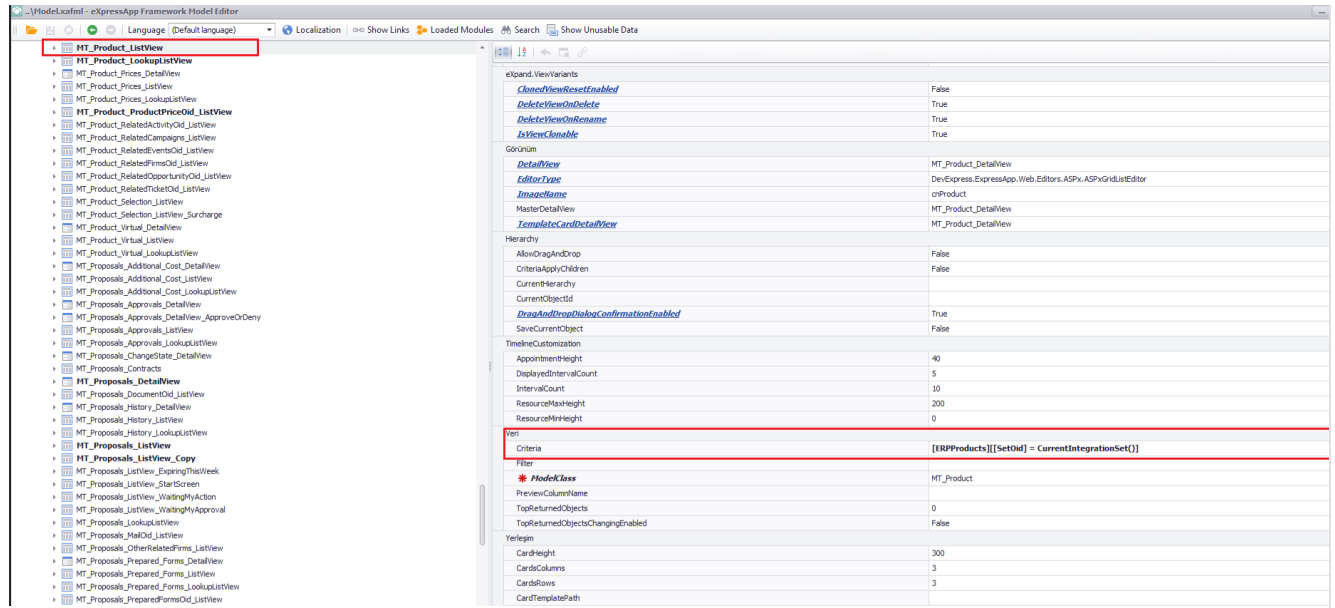 ..\Model.xafml - eXpressApp Framework Model Editor
Language (Default language) Localization Show Links Loaded Modules Search Show Unusable Data
MT_Product_ListView
MT_Product_LookupListView
MT_Product_Prices_DetailView
MT_Product_Prices_ListView
MT_Product_Prices_LookupListView
MT_Product_ProductPriceOid_ListView
MT_Product_RelatedActivityOid_ListView
MT_Product_RelatedCampaigns_ListView
MT_Product_RelatedEventsOid_ListView
MT_Product_RelatedFirmsOid_ListView
MT_Product_RelatedOpportunityOid_ListView
MT_Product_RelatedTicketOid_ListView
MT_Product_Selection_ListView
MT_Product_Selection_ListView_Surcharge
MT_Product_Virtual_DetailView
MT_Product_Virtual_ListView
MT_Product_Virtual_LookupListView
MT_Proposals_Additional_Cost_DetailView
MT_Proposals_Additional_Cost_ListView
MT_Proposals_Additional_Cost_LookupListView
MT_Proposals_Approvals_DetailView
MT_Proposals_Approvals_DetailView_ApproveOrDeny
MT_Proposals_Approvals_ListView
MT_Proposals_Approvals_LookupListView
MT_Proposals_ChangeState_DetailView
MT_Proposals_Contracts
MT_Proposals_DetailView
MT_Proposals_DocumentOid_ListView
MT_Proposals_History_DetailView
MT_Proposals_History_ListView
MT_Proposals_History_LookupListView
MT_Proposals_ListView
MT_Proposals_ListView_Copy
MT_Proposals_ListView_ExpiringThisWeek
MT_Proposals_ListView_StartScreen
MT_Proposals_ListView_WaitingMyAction
MT_Proposals_ListView_WaitingMyApproval
MT_Proposals_LookupListView
MT_Proposals_MailOid_ListView
MT_Proposals_OtherRelatedFirms_ListView
MT_Proposals_Prepared_Forms_DetailView
MT_Proposals_Prepared_Forms_ListView
MT_Proposals_Prepared_Forms_LookupListView
MT_Proposals_PreparedFormsOid_ListView
eXpand.ViewVariants
ClonedViewResetEnabled False
DeleteViewOnDelete True
DeleteViewOnRename True
IsViewClonable True
Görünüm
DetailView MT_Product_DetailView
EditorType DevExpress.ExpressApp.Web.Editors.ASPx.ASPxGridListEditor
ImageName cnProduct
MasterDetailView MT_Product_DetailView
TemplateCardDetailView MT_Product_DetailView
Hierarchy
AllowDragAndDrop False
CriteriaApplyChildren False
CurrentHierarchy
CurrentObjectId
DragAndDropDialogConfirmationEnabled True
SaveCurrentObject False
TimelineCustomization
AppointmentHeight 40
DisplayedIntervalCount 5
IntervalCount 10
ResourceMaxHeight 200
ResourceMinHeight 0
Veri
Criteria [ERPProducts][[SetOid] = CurrentIntegrationSet()]
Filter
ModelClass MT_Product
PreviewColumnName
TopReturnedObjects 0
TopReturnedObjectsChangingEnabled False
Yerleşim
CardHeight 300
CardsColumns 3
CardsRows 3
CardTemplatePath